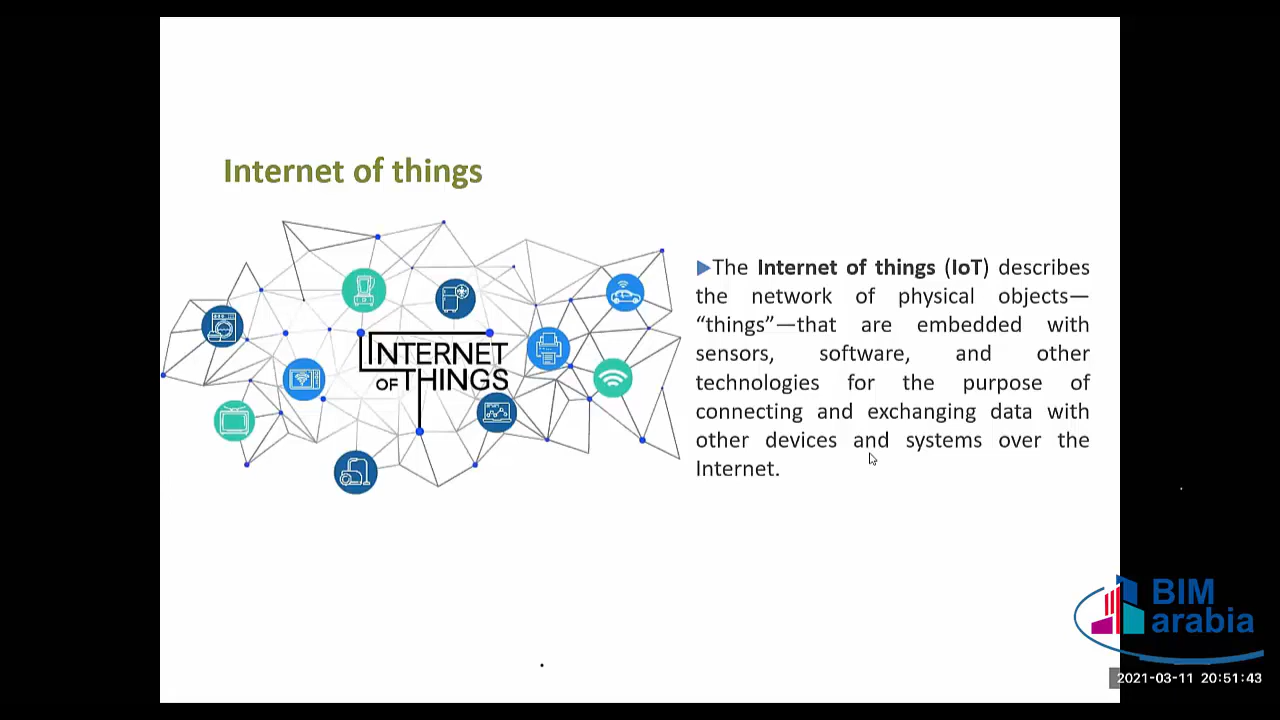 Internet of things
INTERNET
OF THINGS
The Internet of things (IoT) describes
the network of physical objects—
“things”—that are embedded with
sensors, software, and other
technologies for the purpose of
connecting and exchanging data with
other devices and systems over the
Internet.
BIM
arabia
2021-03-11 20:51:43